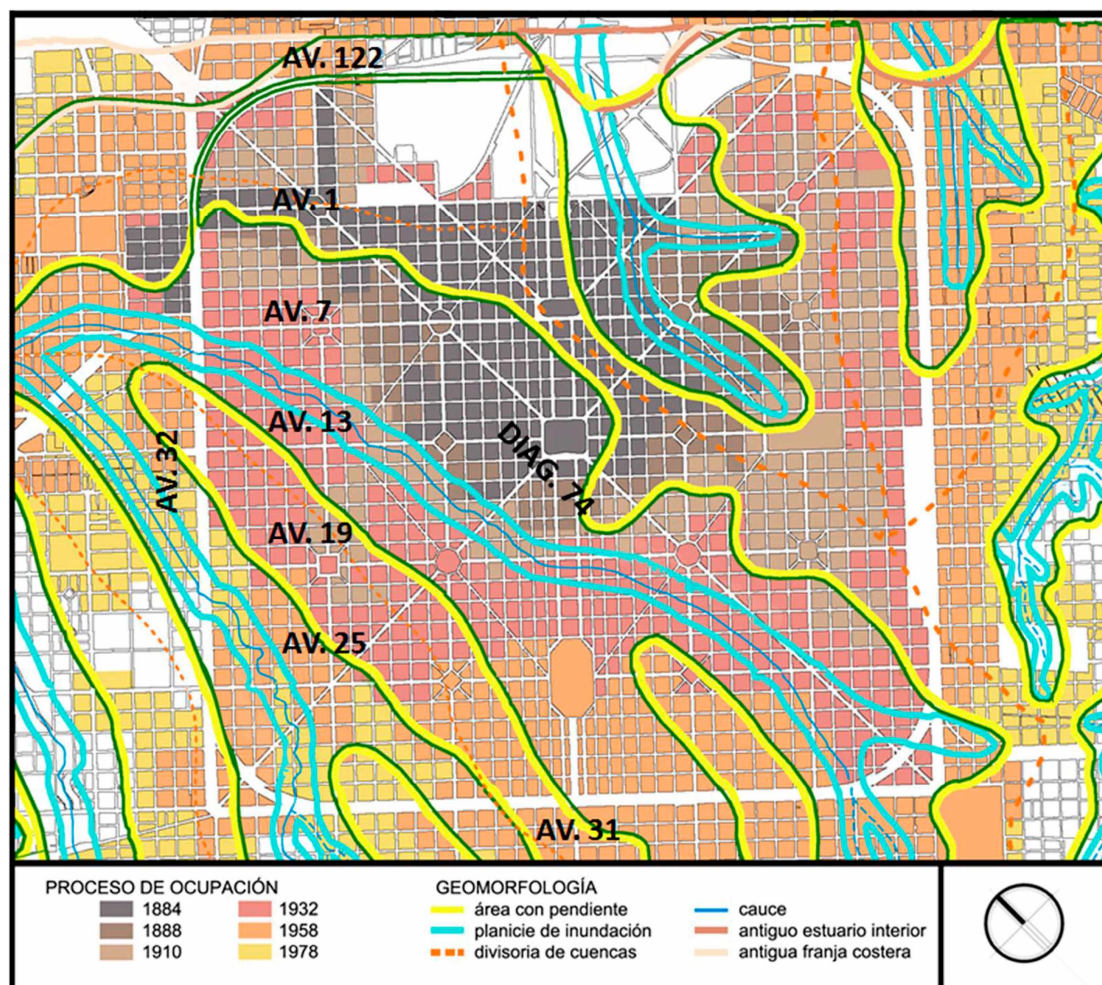 AV. 122
AV. 1
AV. 7
AV. 13
AV. 32
DIAG. 74
AV. 19
AV. 25
AV. 31
PROCESO DE OCUPACIÓN
1884
1888
1910
1932
1958
1978
GEOMORFOLOGÍA
área con pendiente
planicie de inundación
divisoria de cuencas
cauce
antiguo estuario interior
antigua franja costera